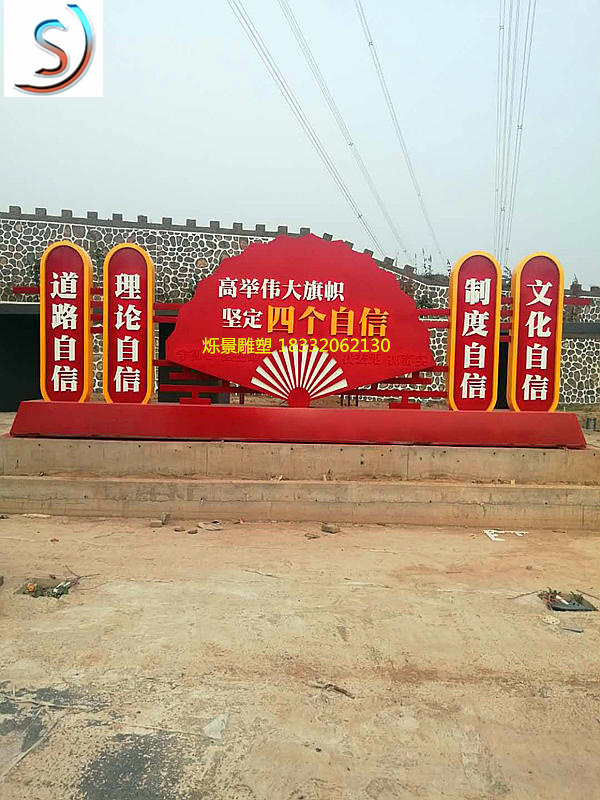 道路自信
理论自信
高举伟大旗帜
坚定四个自信
烁景雕塑 18332062130
制度自信
文化自信